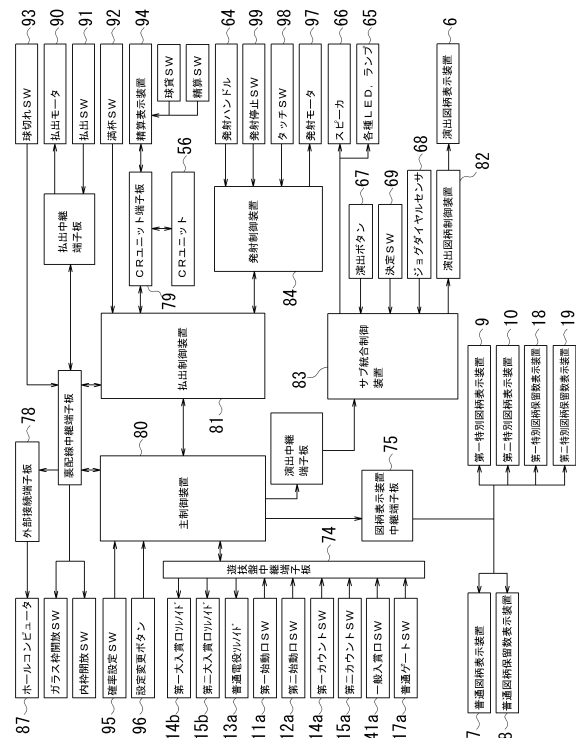 93
球切れSW
90
払出モータ
91
払出SW
92
満杯SW
94
精算表示装置
球貸SW
精算SW
64
発射ハンドル
99
発射停止SW
98
タッチSW
97
発射モータ
66
スピーカ
65
各種LED、ランプ
6
演出図柄表示装置
払出中継
端子板
CRユニット端子板
79
CRユニット
56
発射制御装置
84
演出ボタン
67
決定SW
69
ジョグダイヤルセンサ
68
演出図柄制御装置
82
78
外部接続端子板
裏配線中継端子板
払出制御装置
81
サブ統合制御
装置
83
主制御装置
80
演出中継
端子板
図柄表示装置
中継端子板
75
遊技盤中継端子板
74
第一特別図柄表示装置
9
第二特別図柄表示装置
10
第一特別図柄保留数表示装置
18
第二特別図柄保留数表示装置
19
87
ホールコンピュータ
ガラス枠開放SW
内枠開放SW
95
確率設定SW
96
設定変更ボタン
14b
第一大入賞口ソレノイド
15b
第二大入賞口ソレノイド
13a
普通電役ソレノイド
11a
第一始動口SW
12a
第二始動口SW
14a
第一カウントSW
15a
第二カウントSW
41a
一般入賞口SW
17a
普通ゲートSW
7
普通図柄表示装置
8
普通図柄保留数表示装置